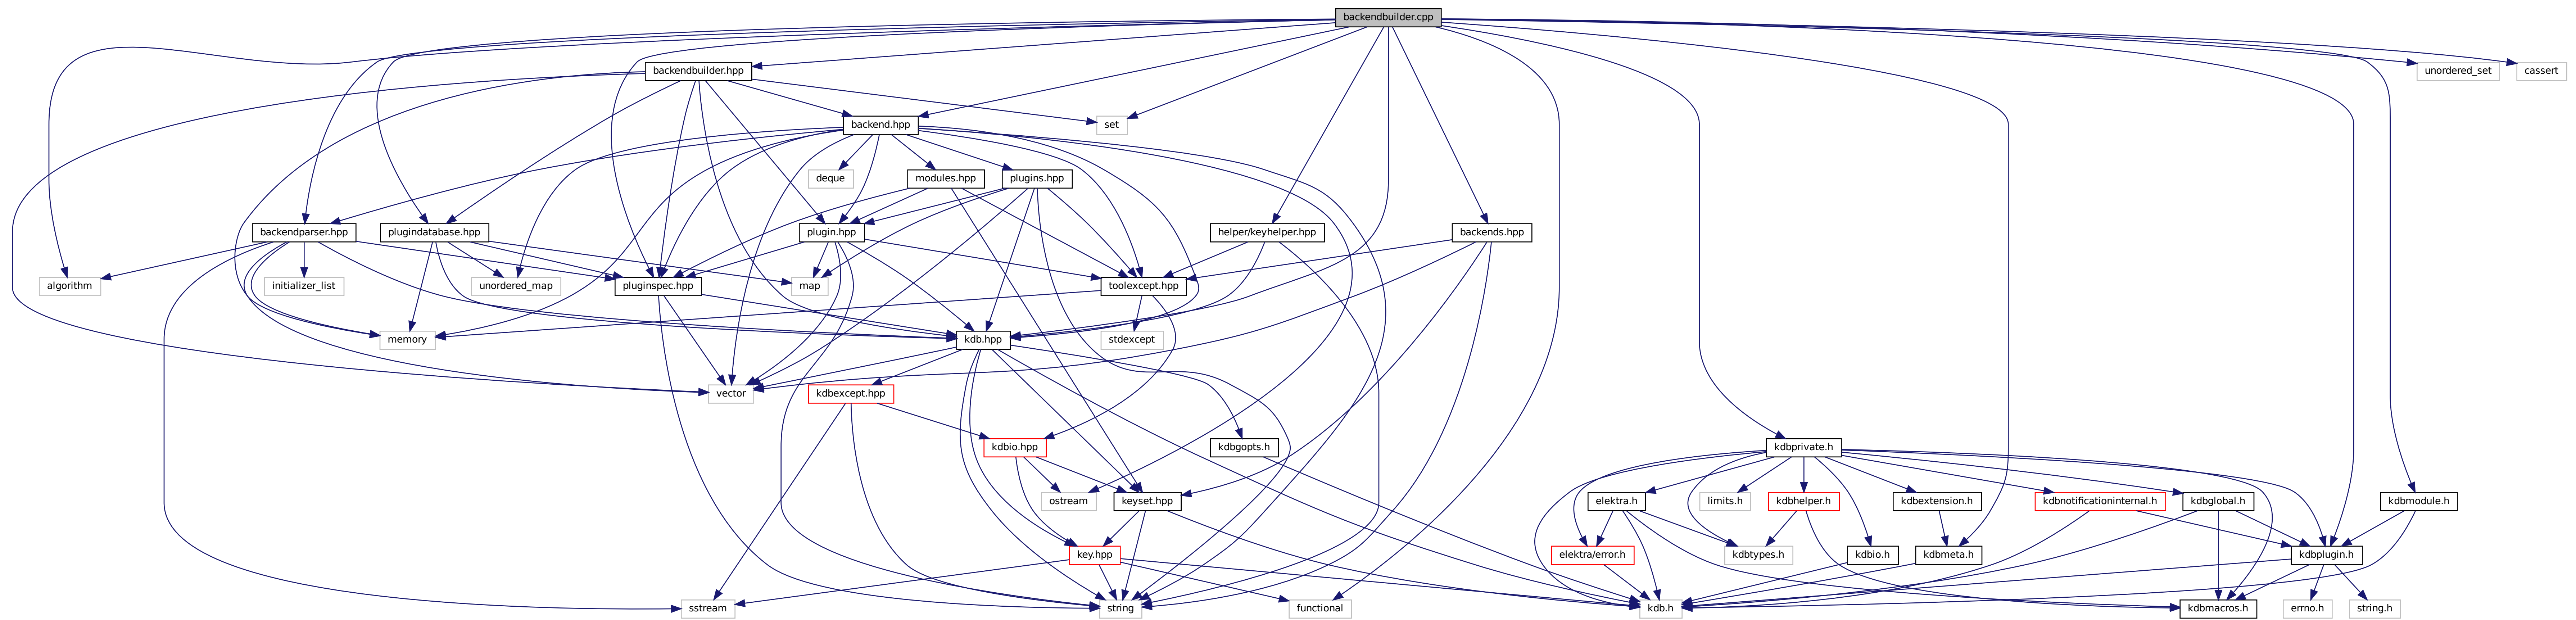 backendbuilder.cpp
backendbuilder.hpp
unordered_set
cassert
backend.hpp
set
deque
modules.hpp
plugins.hpp
backendparser.hpp
plugindatabase.hpp
plugin.hpp
helper/keyhelper.hpp
backends.hpp
algorithm
initializer_list
unordered_map
pluginspec.hpp
map
toolexcept.hpp
memory
kdb.hpp
stdexcept
vector
kdbexcept.hpp
kdbio.hpp
kdbgopts.h
kdbprivate.h
ostream
keyset.hpp
elektra.h
limits.h
kdbhelper.h
kdbextension.h
kdbnotificationinternal.h
kdbglobal.h
kdbmodule.h
key.hpp
elektra/error.h
kdbtypes.h
kdbio.h
kdbmeta.h
kdbplugin.h
sstream
string
functional
kdb.h
kdbmacros.h
errno.h
string.h